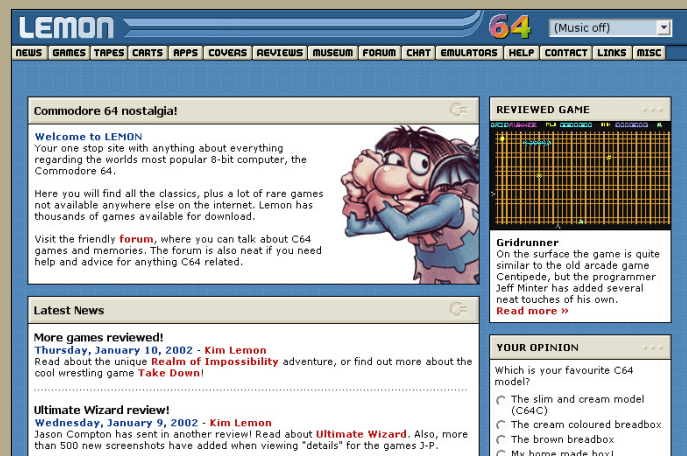 LEMON 64
(Music off)
NEWS GAMES TAPES CARTS APPS COVERS REVIEWS MUSEUM FORUM CHAT EMULATORS HELP CONTACT LINKS MISC
Commodore 64 nostalgia!
Welcome to LEMON
Your one stop site with anything about everything
regarding the worlds most popular 8-bit computer, the
Commodore 64.
Here you will find all the classics, plus a lot of rare games
not available anywhere else on the internet. Lemon has
thousands of games available for download.
Visit the friendly forum, where you can talk about C64
games and memories. The forum is also neat if you need
help and advice for anything C64 related.
Latest News
More games reviewed!
Thursday, January 10, 2002 - Kim Lemon
Read about the unique Realm of Impossibility adventure, or find out more about the
cool wrestling game Take Down!
Ultimate Wizard review!
Wednesday, January 9, 2002 - Kim Lemon
Jason Compton has sent in another review! Read about Ultimate Wizard. Also, more
than 500 new screenshots have added when viewing "details" for the games J-P.
REVIEWED GAME
Gridrunner
On the surface the game is quite
similar to the old arcade game
Centipede, but the programmer
Jeff Minter has added several
neat touches of his own.
Read more »
YOUR OPINION
Which is your favourite C64
model?
The slim and cream model
(C64C)
The cream coloured breadbox
The brown breadbox
My home made box!